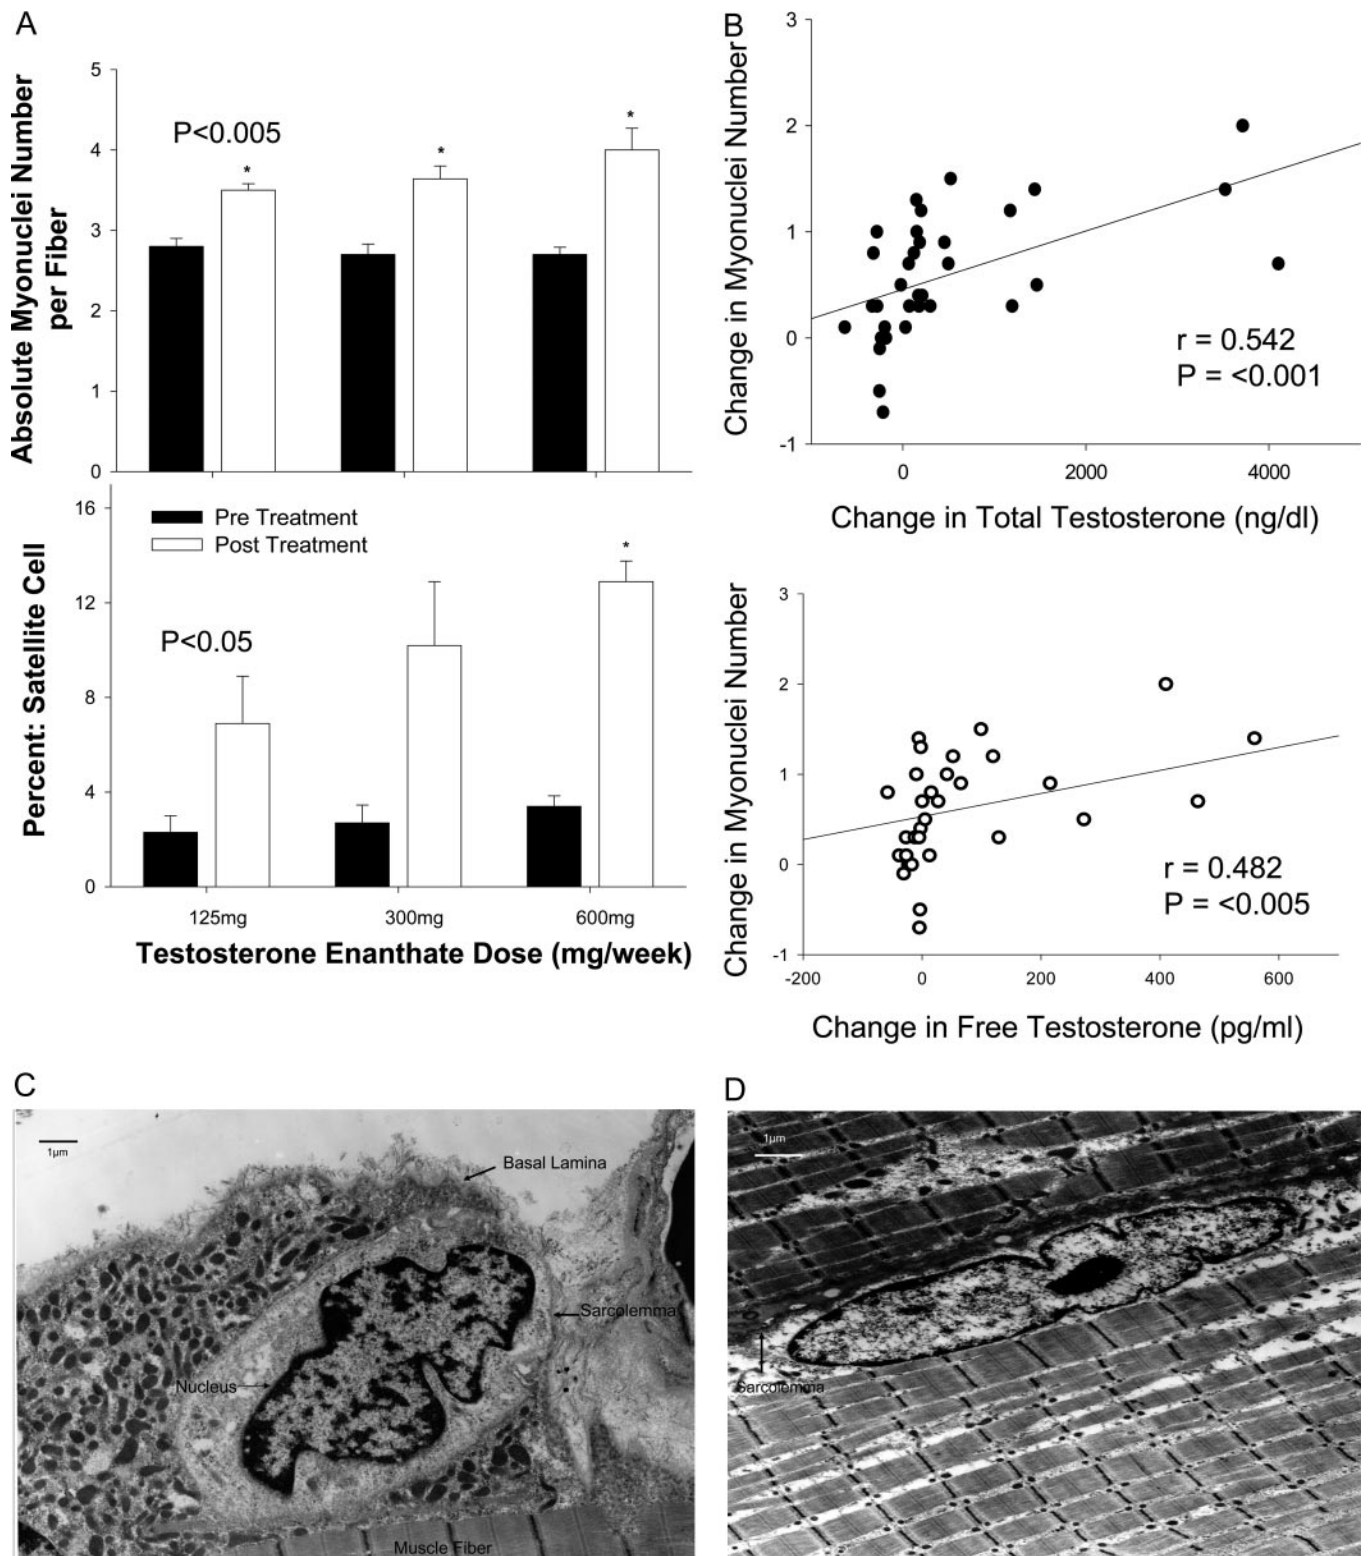 A
Absolute Myonuclei Number
per Fiber
5
4
3
2
1
0
P<0.005
*
*
*
Percent: Satellite Cell
16
12
8
4
0
Pre Treatment
Post Treatment
P<0.05
*
125mg
300mg
600mg
Testosterone Enanthate Dose (mg/week)
B
Change in Myonuclei Number
3
2
1
0
-1
r = 0.542
P = <0.001
0
2000
4000
Change in Total Testosterone (ng/dl)
Change in Myonuclei Number
3
2
1
0
-1
r = 0.482
P = <0.005
-200
0
200
400
600
Change in Free Testosterone (pg/ml)
C
1µm
Basal Lamina
Sarcolemma
Nucleus
Muscle Fiber
D
1µm
Sarcolemma